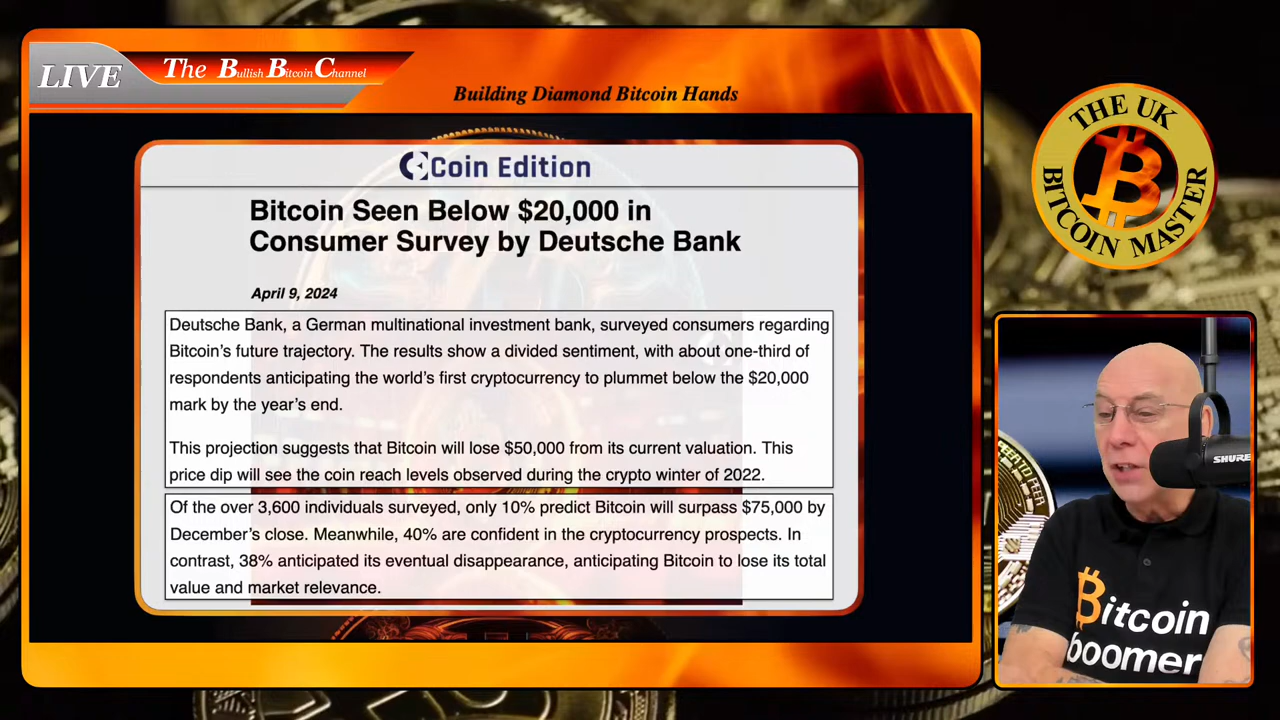 LIVE
The Bullish Bitcoin Channel
Building Diamond Bitcoin Hands
Coin Edition
Bitcoin Seen Below $20,000 in
Consumer Survey by Deutsche Bank
April 9, 2024
Deutsche Bank, a German multinational investment bank, surveyed consumers regarding
Bitcoin's future trajectory. The results show a divided sentiment, with about one-third of
respondents anticipating the world's first cryptocurrency to plummet below the $20,000
mark by the year's end.
This projection suggests that Bitcoin will lose $50,000 from its current valuation. This
price dip will see the coin reach levels observed during the crypto winter of 2022.
Of the over 3,600 individuals surveyed, only 10% predict Bitcoin will surpass $75,000 by
December's close. Meanwhile, 40% are confident in the cryptocurrency prospects. In
contrast, 38% anticipated its eventual disappearance, anticipating Bitcoin to lose its total
value and market relevance.
THE UK
BITCOIN MASTER
SHURE
Bitcoin
boomer